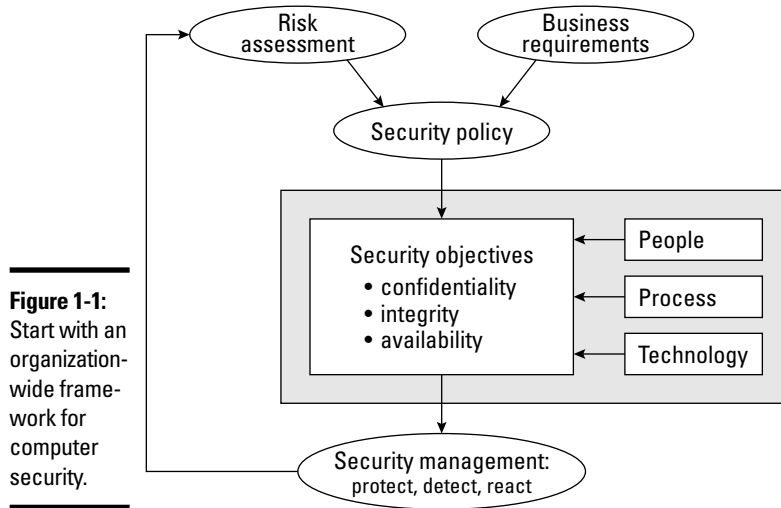 Risk
assessment
Business
requirements
Security policy
Security objectives
• confidentiality
• integrity
• availability
People
Process
Technology
Security management:
protect, detect, react
Figure 1-1:
Start with an
organization-
wide frame-
work for
computer
security.